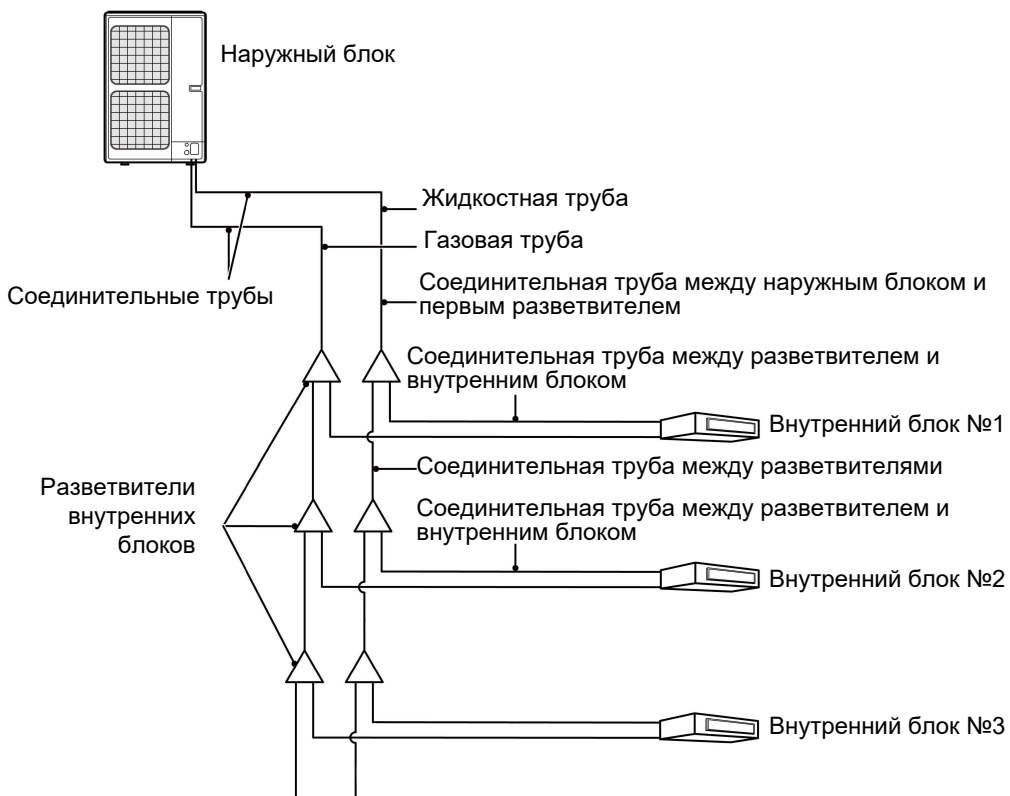 Наружный блок
Жидкостная труба
Газовая труба
Соединительные трубы
Соединительная труба между наружным блоком и
первым разветвителем
Соединительная труба между разветвителем и
внутренним блоком
Внутренний блок №1
Соединительная труба между разветвителями
Разветвители
внутренних
блоков
Соединительная труба между разветвителем и
внутренним блоком
Внутренний блок №2
Внутренний блок №3